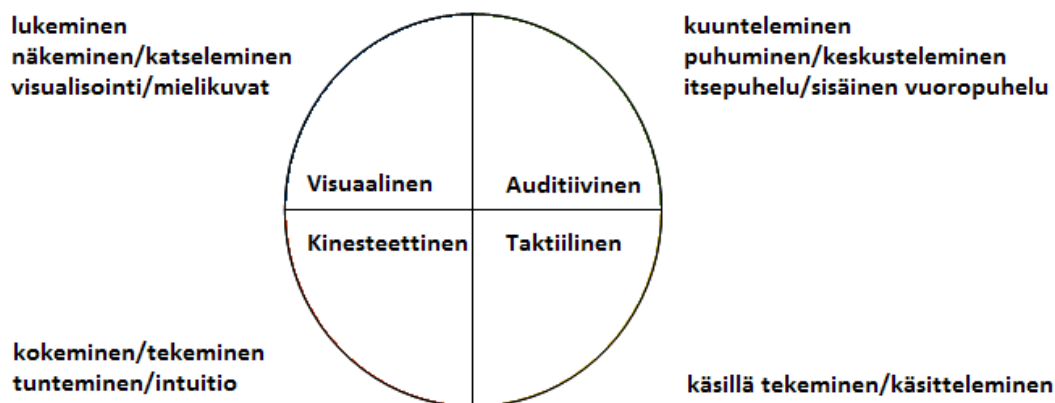 lukeminen
näkeminen/katseleminen
visualisointi/mielikuvat
kuunteleminen
puhuminen/keskusteleminen
itsepuhelu/sisäinen vuoropuhelu
Visuaalinen
Auditiivinen
Kinesteettinen
Taktiilinen
kokeminen/tekeminen
tunteminen/intuitio
käsillä tekeminen/käsitteleminen